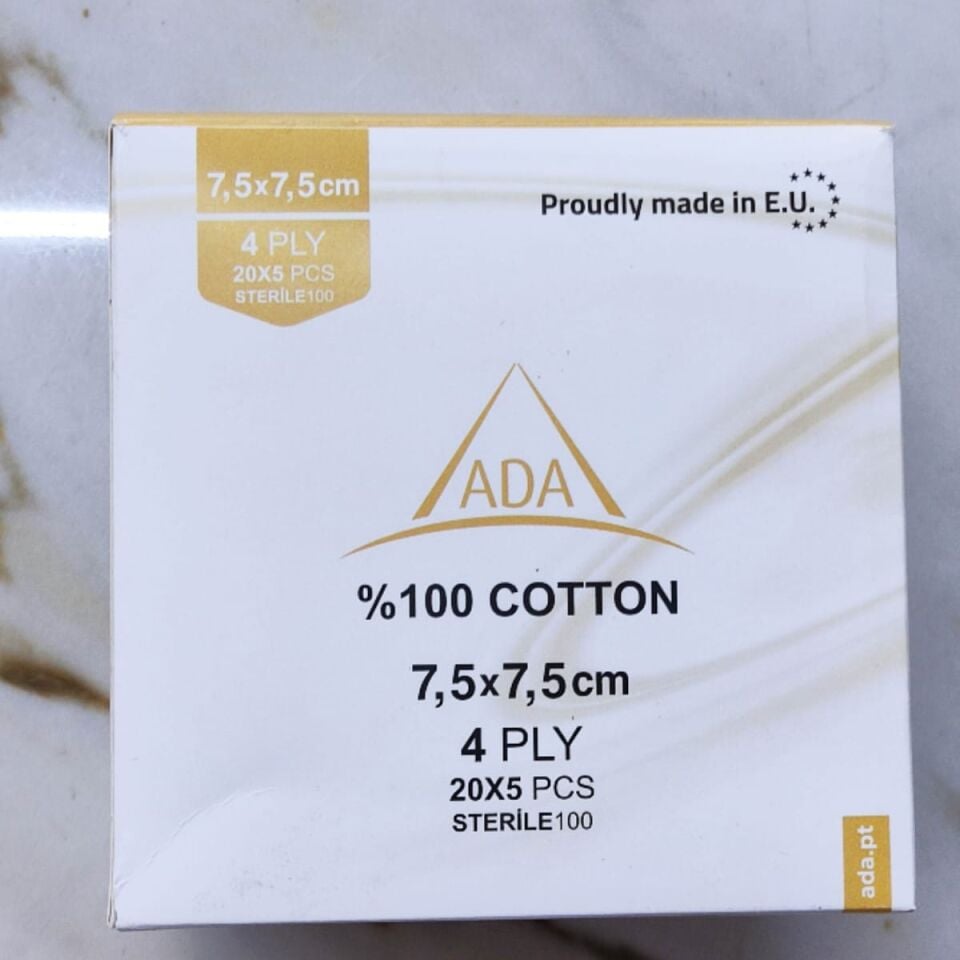 7,5x7,5cm
4 PLY
20X5 PCS
STERİLE100
Proudly made in E.U.
ADA
%100 COTTON
7,5x7,5cm
4 PLY
20X5 PCS
STERİLE100
ada.pt